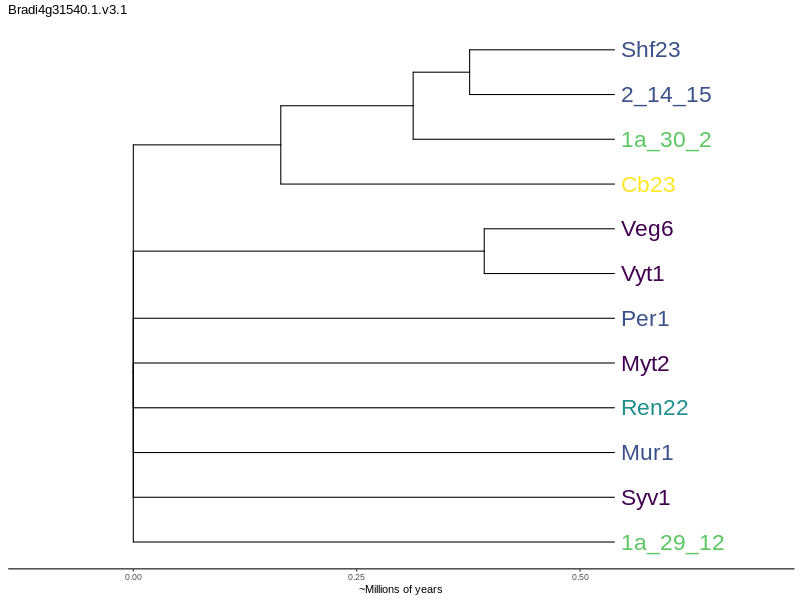 Bradi4g31540.1.v3.1
Shf23
2_14_15
1a_30_2
Cb23
Veg6
Vyt1
Per1
Myt2
Ren22
Mur1
Syv1
1a_29_12
0.00 0.25 0.50
~Millions of years